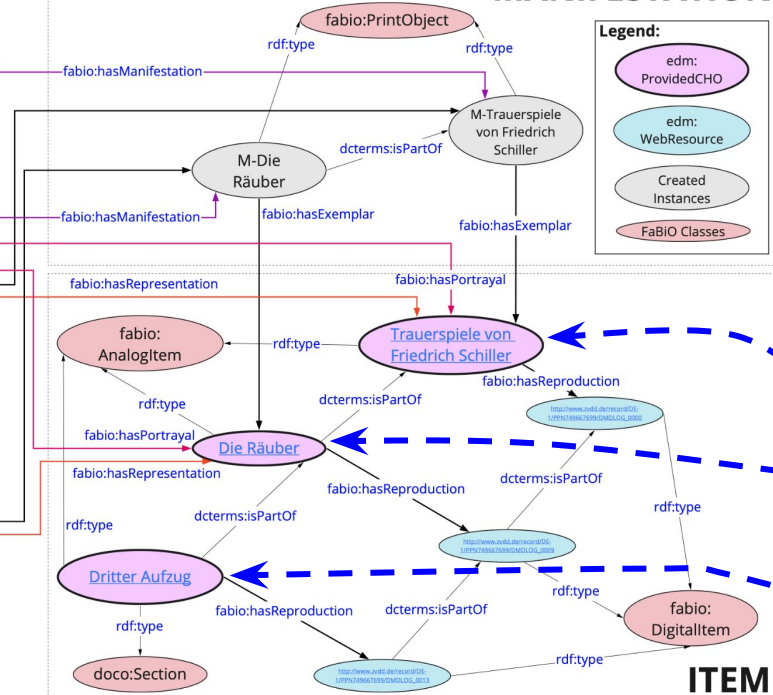 fabio:PrintObject
rdf:type
rdf:type
Legend:
edm:
ProvidedCHO
edm:
WebResource
Created
Instances
FaBiO Classes
fabio:hasManifestation
M-Trauerspiele
von Friedrich
Schiller
dcterms:isPartOf
M-Die
Räuber
fabio:hasManifestation
fabio:hasExemplar
fabio:hasExemplar
fabio:hasPortrayal
fabio:hasRepresentation
fabio:
AnalogItem
rdf:type
Trauerspiele von
Friedrich Schiller
fabio:hasReproduction
http://www.zvdd.de/record/DE-
1/PPN749667699/DMDLOG_0000
rdf:type
dcterms:isPartOf
fabio:hasPortrayal
Die Räuber
fabio:hasRepresentation
fabio:hasReproduction
dcterms:isPartOf
rdf:type
dcterms:isPartOf
rdf:type
http://www.zvdd.de/record/DE-
1/PPN749667699/DMDLOG_0009
Dritter Aufzug
fabio:hasReproduction
dcterms:isPartOf
rdf:type
fabio:
DigitalItem
rdf:type
rdf:type
doco:Section
http://www.zvdd.de/record/DE-
1/PPN749667699/DMDLOG_0013
ITEM